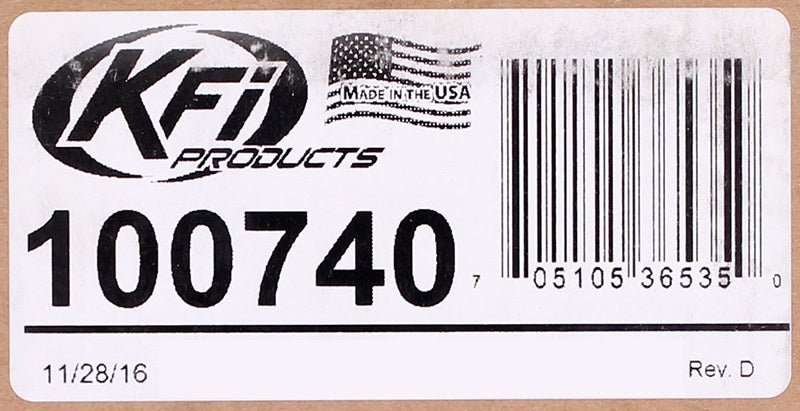 KFi
PRODUCTS
MADE IN THE USA
100740
7 05105 36535 0
11/28/16
Rev. D